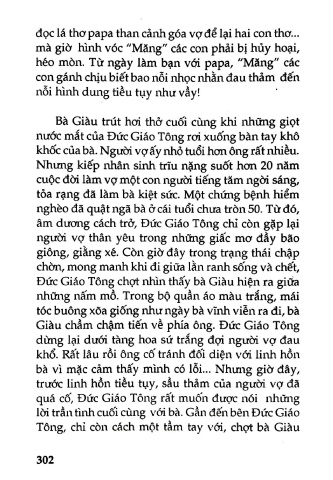 đọc lá thơ papa than cảnh góa vợ để lại hai con thơ...
mà giờ hình vóc “Măng” các con phải bị hủy hoại,
héo mòn. Từ ngày làm bạn với papa, “Măng” các
con gánh chịu biết bao nỗi nhọc nhằn đau thảm đến
nỗi hình dung tiều tụy như vầy!
Bà Giàu trút hơi thở cuối cùng khi những giọt
nước mắt của Đức Giáo Tông rơi xuống bàn tay khô
khốc của bà. Người vợ ấy nhỏ tuổi hơn ông rất nhiều.
Nhưng kiếp nhân sinh trĩu nặng suốt hơn 20 năm
cuộc đời làm vợ một con người tiếng tăm ngời sáng,
tỏa rạng đã làm bà kiệt sức. Một chứng bệnh hiểm
nghèo đã quật ngã bà ở cái tuổi chưa tròn 50. Từ đó,
âm dương cách trở, Đức Giáo Tông chỉ còn gặp lại
người vợ thân yêu trong những giấc mơ đầy bão
giông, giằng xé. Còn giờ đây trong trạng thái chập
chờn, mong manh khi đi giữa lằn ranh sống và chết,
Đức Giáo Tông chợt nhìn thấy bà Giàu hiện ra giữa
những nấm mồ. Trong bộ quần áo màu trắng, mái
tóc buông xõa giống như ngày bà vĩnh viễn ra đi, bà
Giàu chầm chậm tiến về phía ông. Đức Giáo Tông
dừng lại dưới tàng hoa sứ trắng đợi người vợ đau
khổ. Rất lâu rồi ông cố tránh đối diện với linh hồn
bà vì mặc cảm thấy mình có lỗi... Nhưng giờ đây,
trước linh hồn tiều tụy, sầu thảm của người vợ đã
quá cố, Đức Giáo Tông rất muốn được nói những
lời trần tình cuối cùng với bà. Gần đến bên Đức Giáo
Tông, chỉ còn cách một tầm tay với, chợt bà Giàu
302